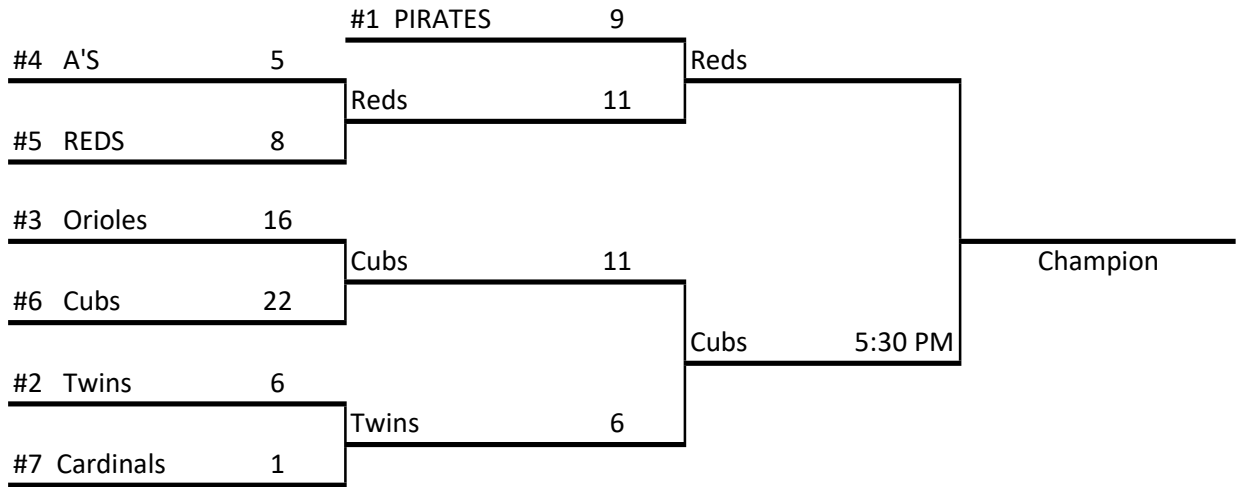 #1 PIRATES 9
#4 A'S 5
Reds
Reds 11
#5 REDS 8
#3 Orioles 16
Cubs 11
Champion
#6 Cubs 22
Cubs 5:30 PM
#2 Twins 6
Twins 6
#7 Cardinals 1